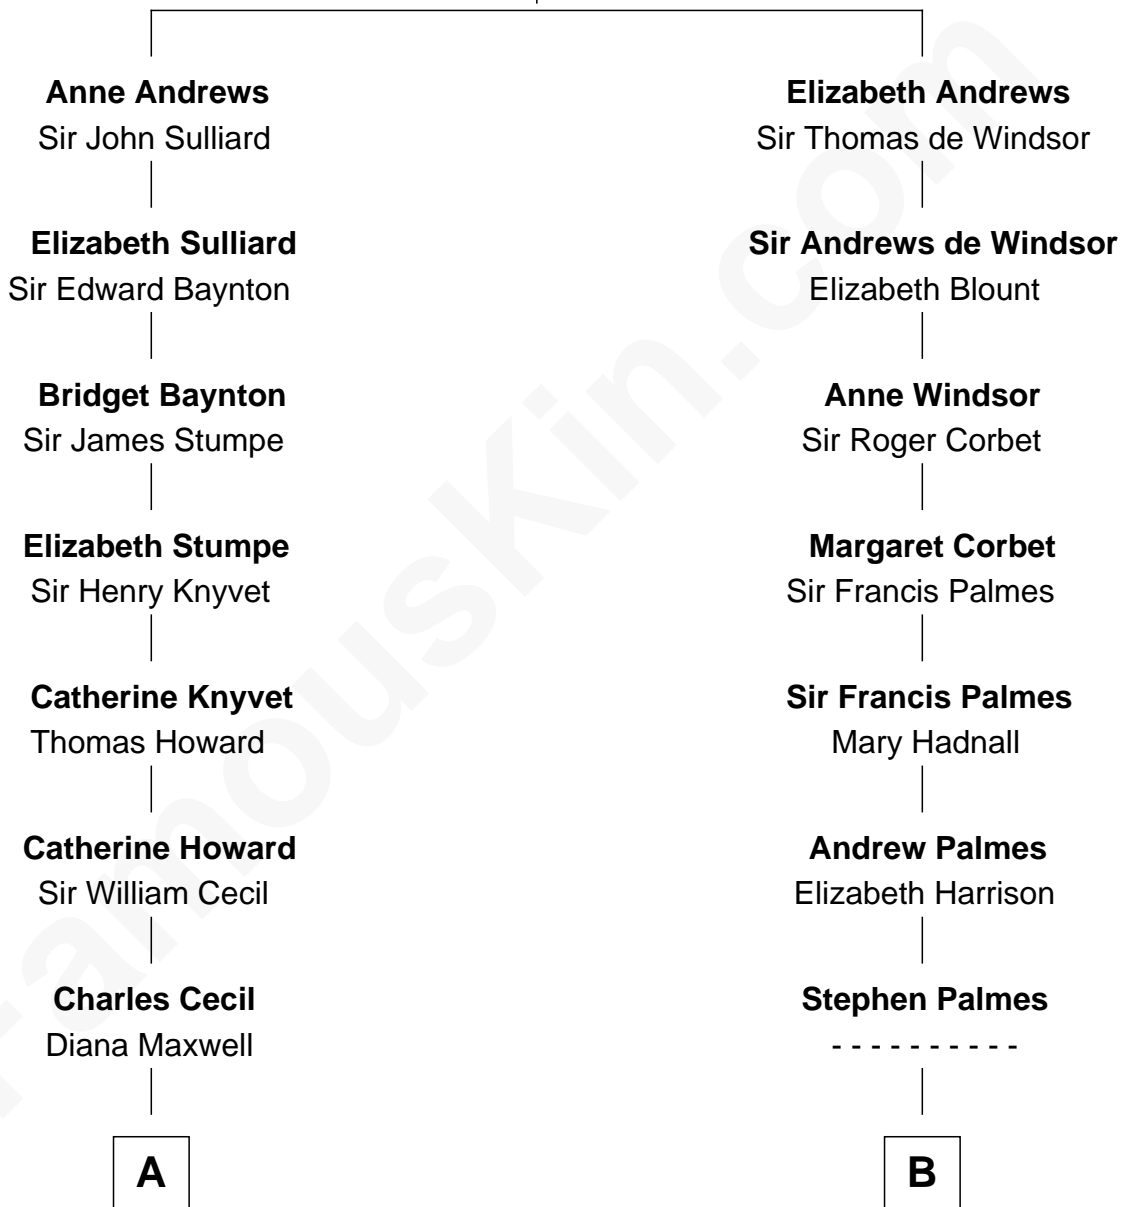 Anne Andrews
Sir John Sulliard
Elizabeth Sulliard
Sir Edward Baynton
Bridget Baynton
Sir James Stumpe
Elizabeth Stumpe
Sir Henry Knyvet
Catherine Knyvet
Thomas Howard
Catherine Howard
Sir William Cecil
Charles Cecil
Diana Maxwell
A
Elizabeth Andrews
Sir Thomas de Windsor
Sir Andrews de Windsor
Elizabeth Blount
Anne Windsor
Sir Roger Corbet
Margaret Corbet
Sir Francis Palmes
Sir Francis Palmes
Mary Hadnall
Andrew Palmes
Elizabeth Harrison
Stephen Palmes
- - - - - - - - - -
B
FamousKin.com